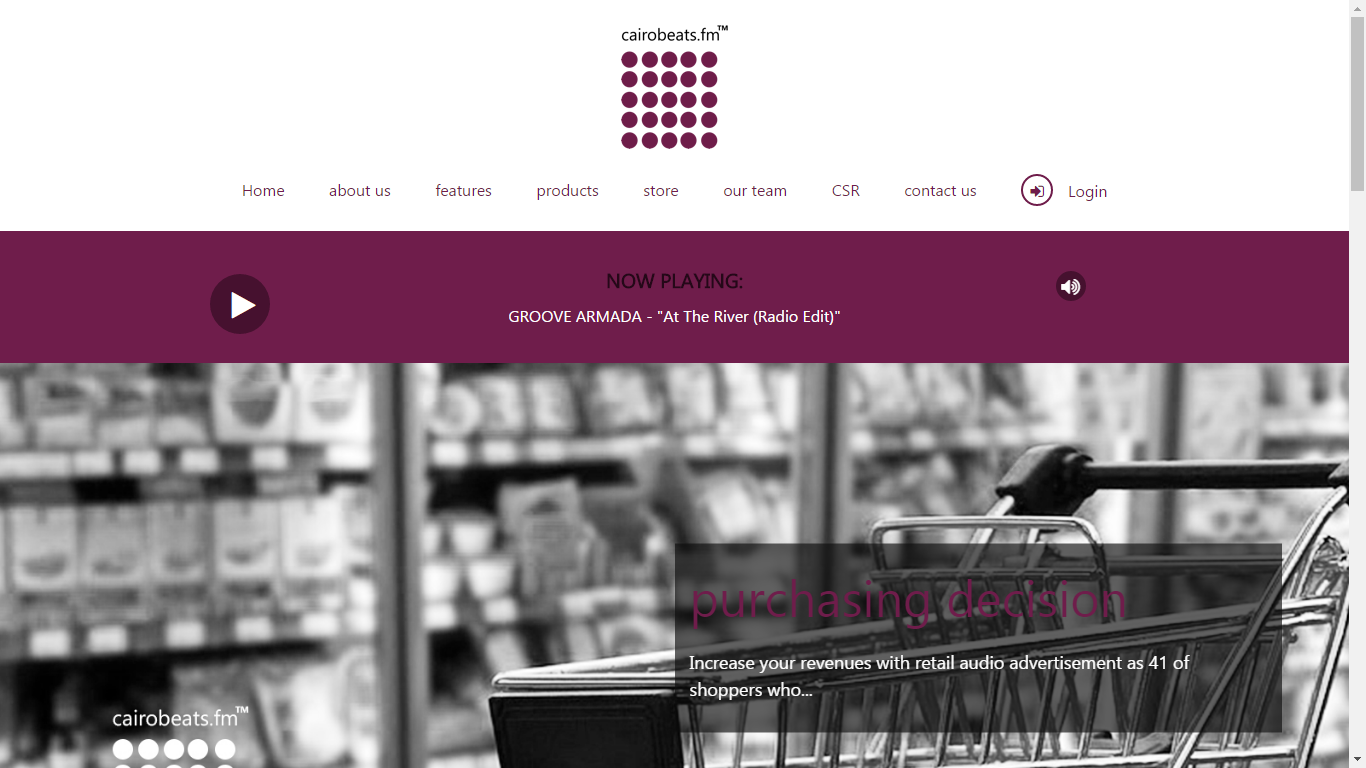 cairobeats.fm™
Home about us features products store our team CSR contact us Login
NOW PLAYING:
GROOVE ARMADA - "At The River (Radio Edit)"
purchasing decision
Increase your revenues with retail audio advertisement as 41 of
shoppers who...
cairobeats.fm™